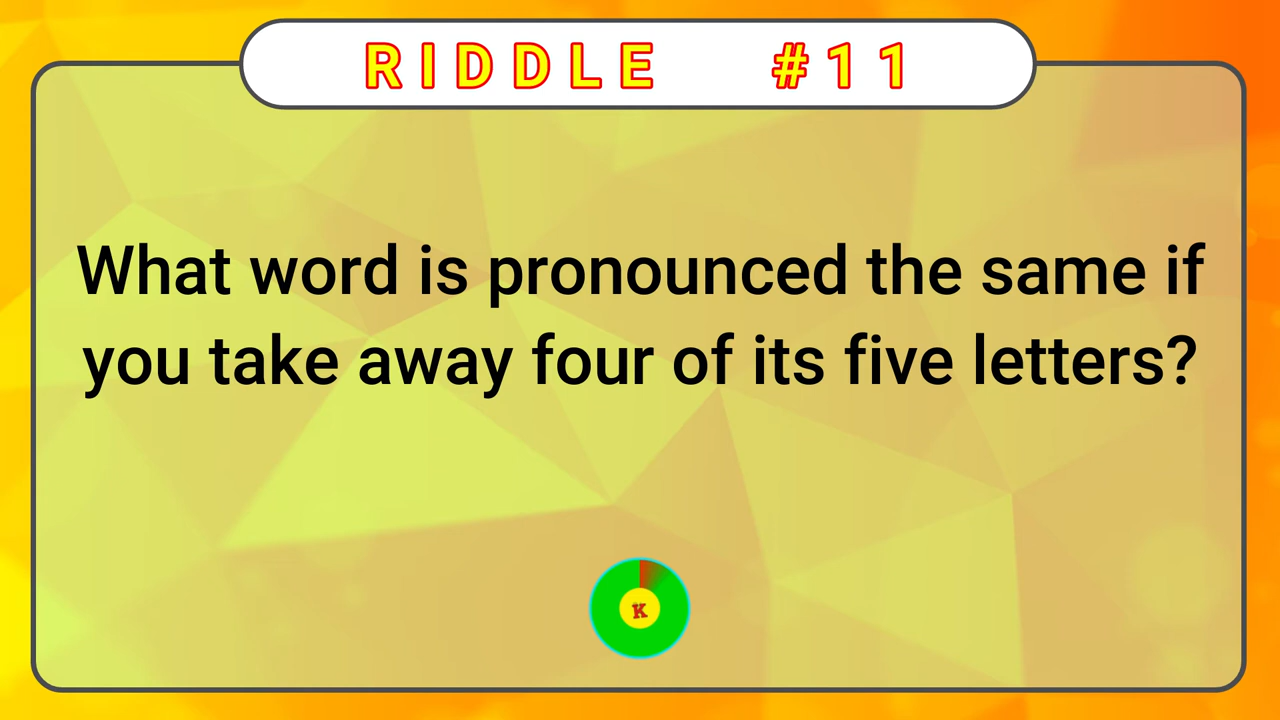 RIDDLE #11
What word is pronounced the same if
you take away four of its five letters?
K